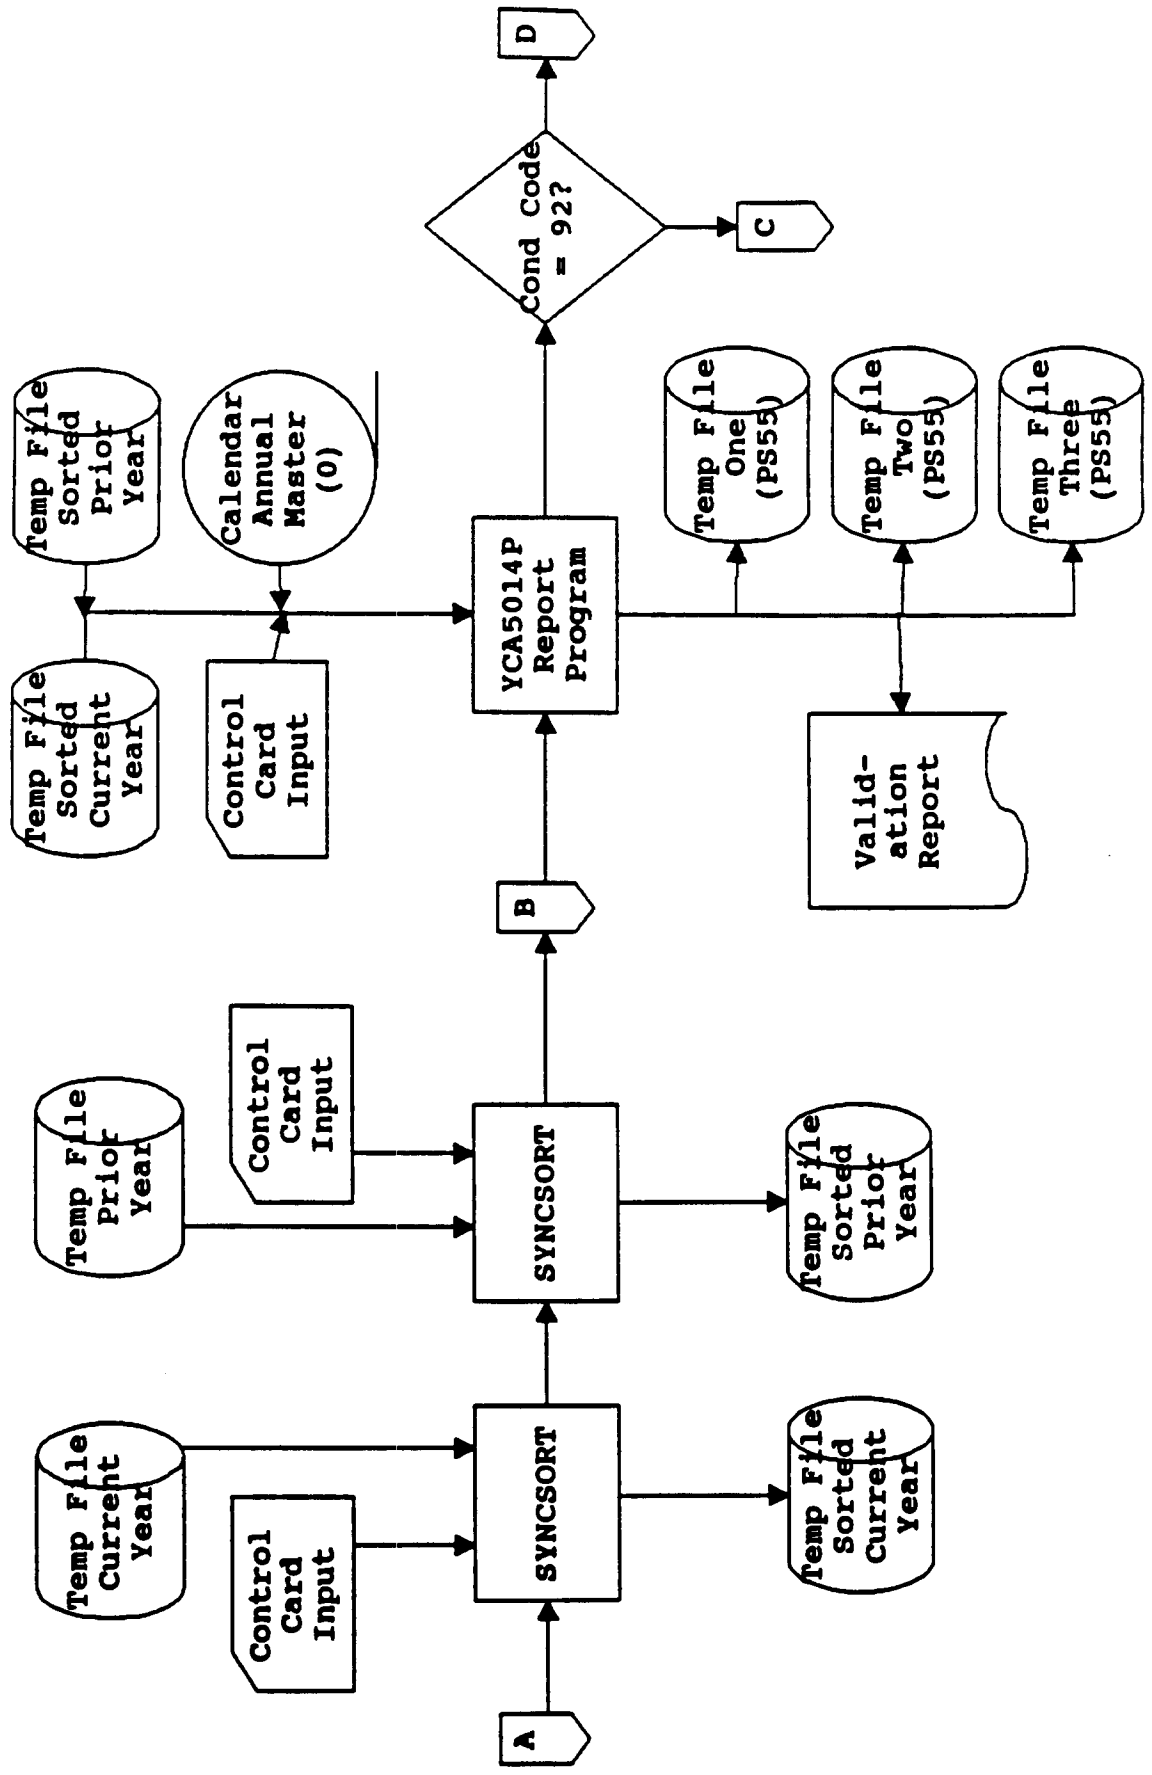 A
Control
Card
Input
Temp File
Current
Year
SYNCSORT
Temp File
Sorted
Current
Year
Temp File
Prior
Year
Control
Card
Input
SYNCSORT
Temp File
Sorted
Prior
Year
B
Temp File
Sorted
Current
Year
Temp File
Sorted
Prior
Year
Control
Card
Input
Calendar
Annual
Master
(0)
YCA5014P
Report
Program
Valid-
ation
Report
Temp File
One
(PS55)
Temp File
Two
(PS55)
Temp File
Three
(PS55)
Cond Code
= 92?
C
D